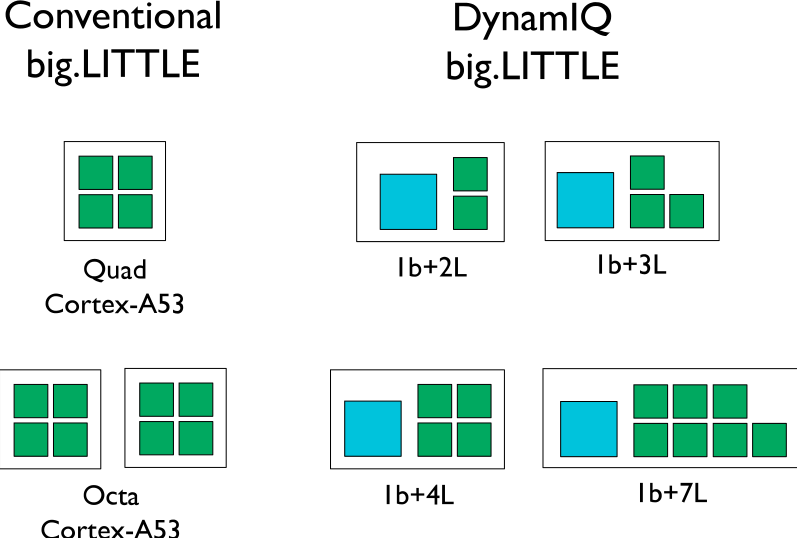 Conventional
big.LITTLE
DynamIQ
big.LITTLE
Quad
Cortex-A53
1b+2L
1b+3L
Octa
Cortex-A53
1b+4L
1b+7L